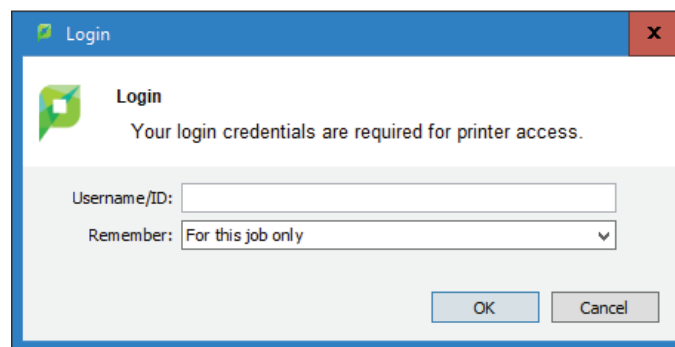 Login
x
Login
Your login credentials are required for printer access.
Username/ID:
Remember: For this job only
OK Cancel